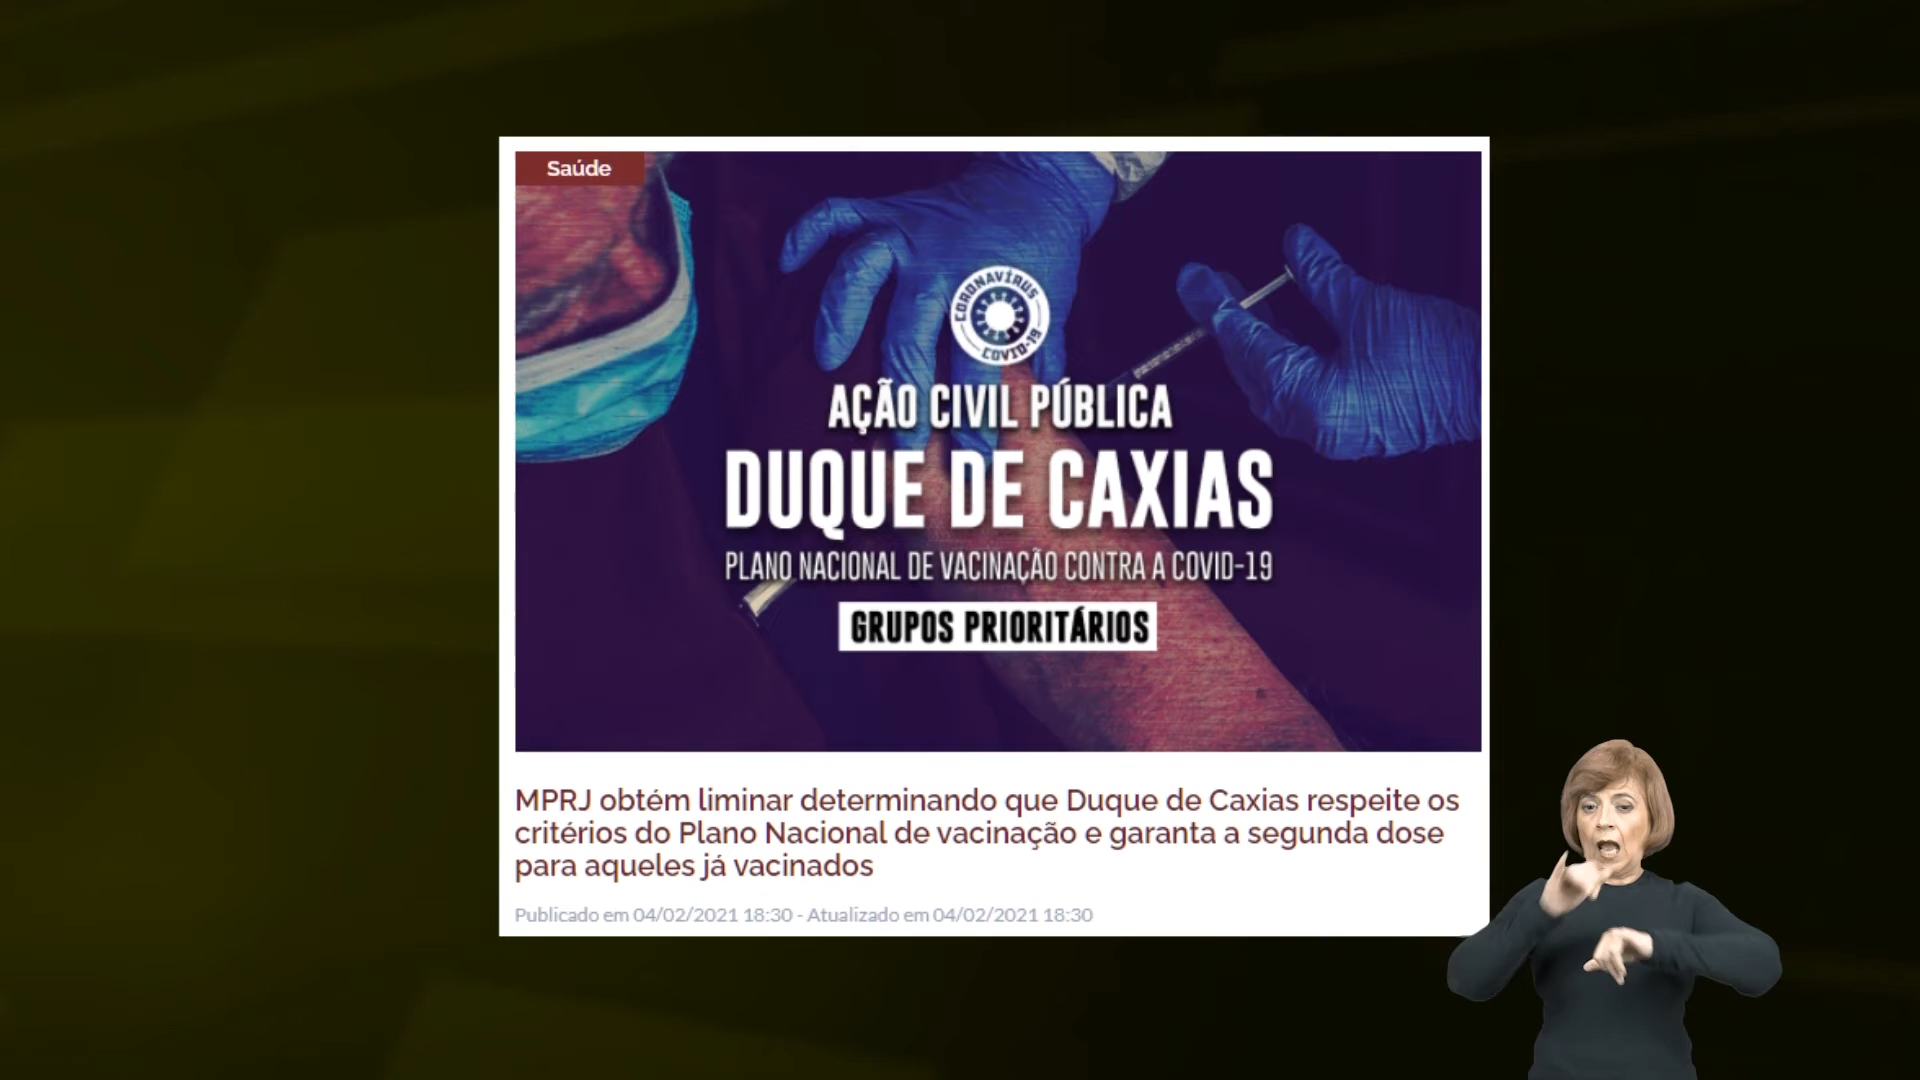 Saúde
CORONAVÍRUS
COVID-19
AÇÃO CIVIL PÚBLICA
DUQUE DE CAXIAS
PLANO NACIONAL DE VACINAÇÃO CONTRA A COVID-19
GRUPOS PRIORITÁRIOS
MPRJ obtém liminar determinando que Duque de Caxias respeite os
critérios do Plano Nacional de vacinação e garanta a segunda dose
para aqueles já vacinados
Publicado em 04/02/2021 18:30 - Atualizado em 04/02/2021 18:30